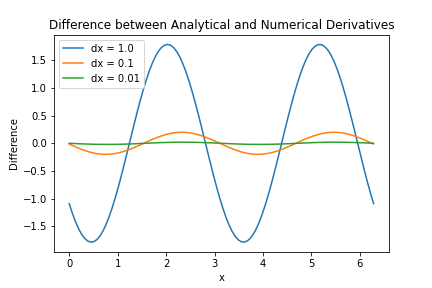 Difference between Analytical and Numerical Derivatives
dx = 1.0
dx = 0.1
dx = 0.01
1.5
1.0
0.5
0.0
−0.5
−1.0
−1.5
Difference
0 1 2 3 4 5 6
x